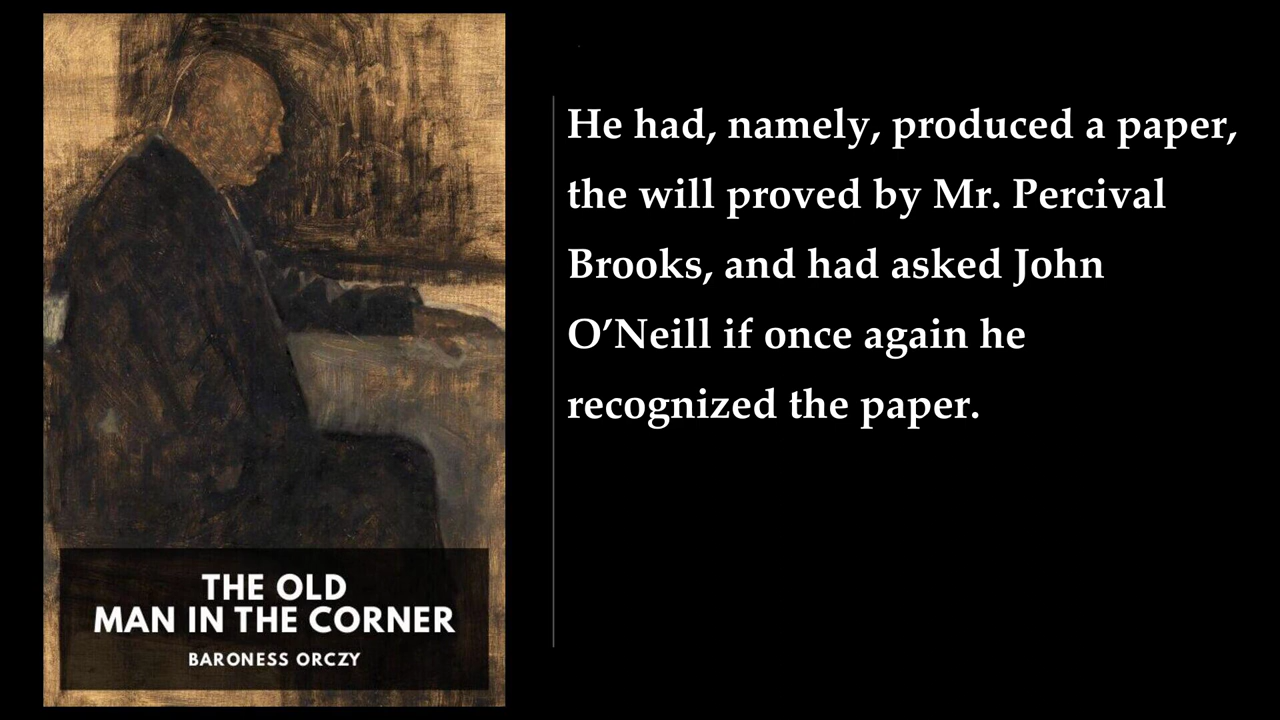 THE OLD
MAN IN THE CORNER
BARONESS ORCZY
He had, namely, produced a paper,
the will proved by Mr. Percival
Brooks, and had asked John
O’Neill if once again he
recognized the paper.